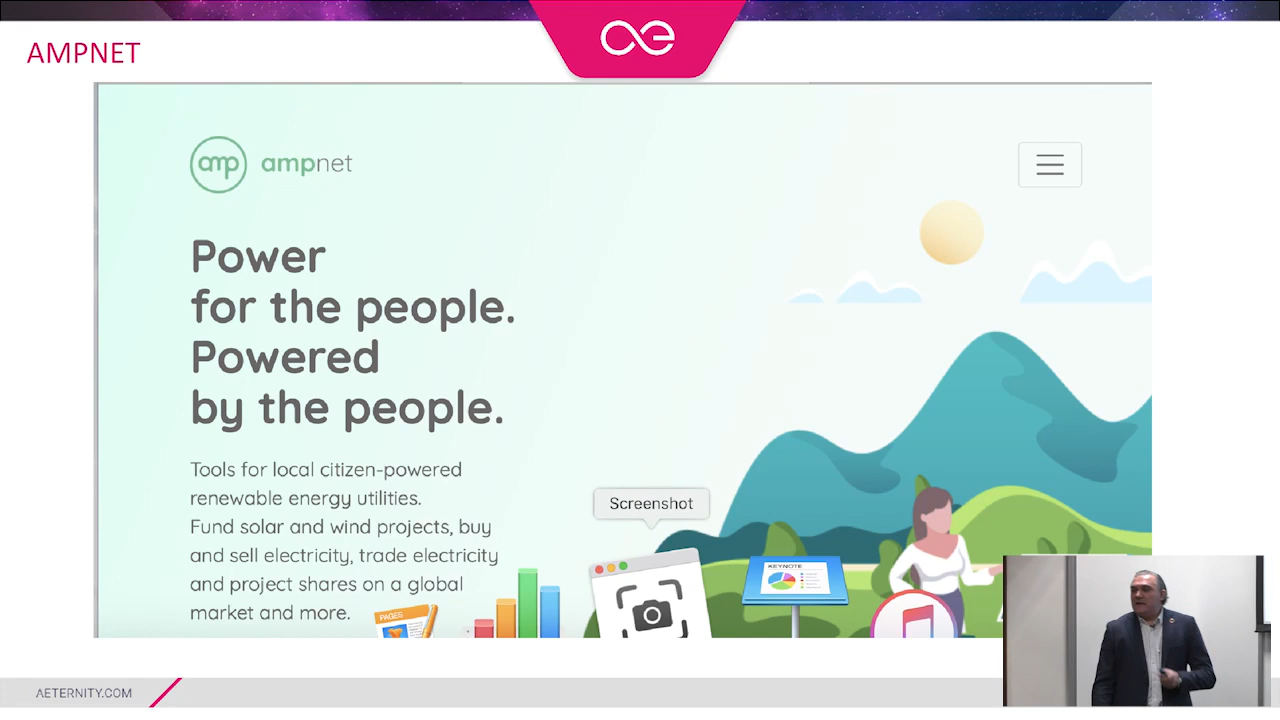 AMPNET
amp
ampnet
Power
for the people.
Powered
by the people.
Tools for local citizen-powered
renewable energy utilities.
Fund solar and wind projects, buy
and sell electricity, trade electricity
and project shares on a global
market and more.
Screenshot
KEYNOTE
PAGES
AETERNITY.COM